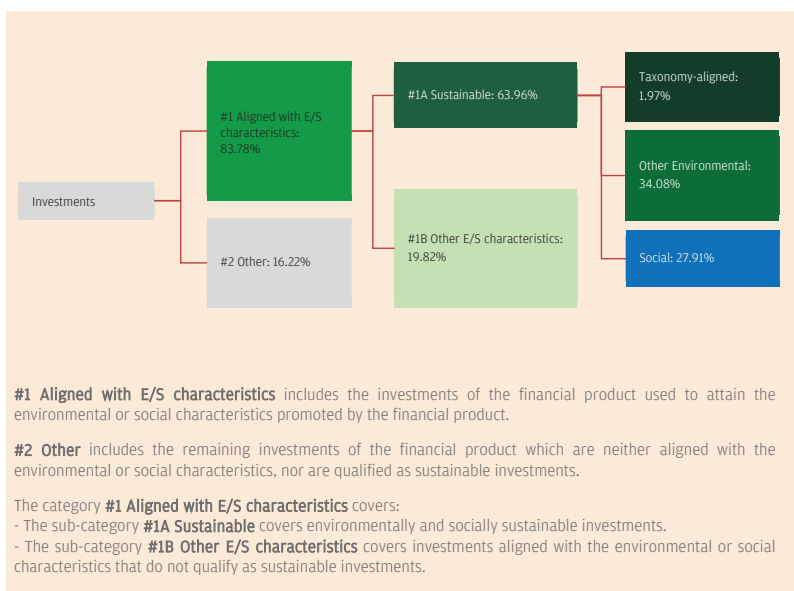 Investments
#1 Aligned with E/S
characteristics:
83.78%
#2 Other: 16.22%
#1A Sustainable: 63.96%
#1B Other E/S characteristics:
19.82%
Taxonomy-aligned:
1.97%
Other Environmental:
34.08%
Social: 27.91%
#1 Aligned with E/S characteristics includes the investments of the financial product used to attain the
environmental or social characteristics promoted by the financial product.
#2 Other includes the remaining investments of the financial product which are neither aligned with the
environmental or social characteristics, nor are qualified as sustainable investments.
The category #1 Aligned with E/S characteristics covers:
- The sub-category #1A Sustainable covers environmentally and socially sustainable investments.
- The sub-category #1B Other E/S characteristics covers investments aligned with the environmental or social
characteristics that do not qualify as sustainable investments.